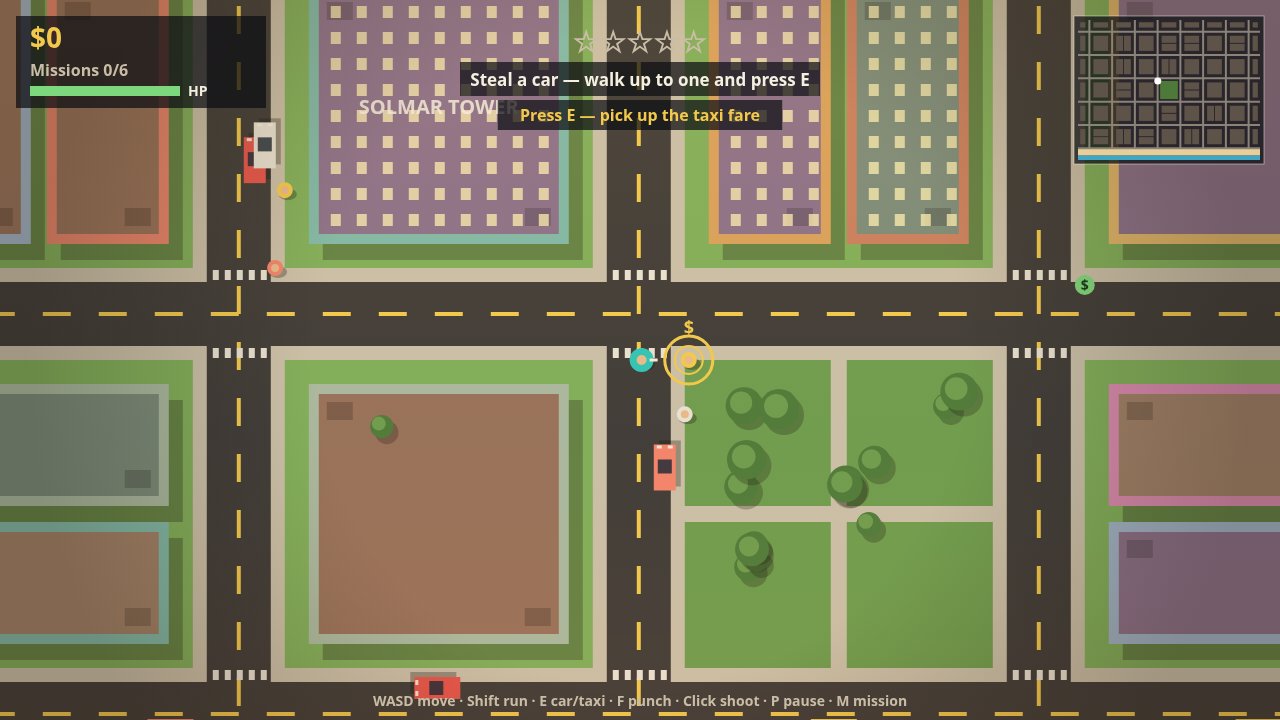 $0
Missions 0/6
HP
Steal a car — walk up to one and press E
SOLMAR TOWER
Press E — pick up the taxi fare
$
$
WASD move · Shift run · E car/taxi · F punch · Click shoot · P pause · M mission